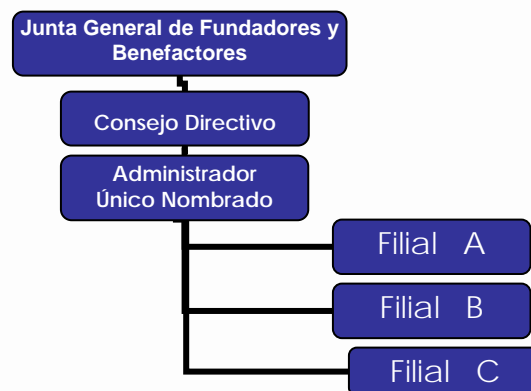 Junta General de Fundadores y
Benefactores
Consejo Directivo
Administrador
Único Nombrado
Filial A
Filial B
Filial C